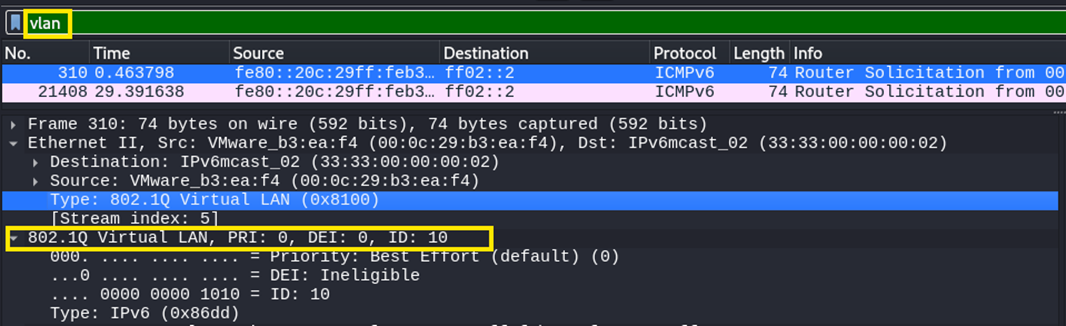 vlan
No. Time Source Destination Protocol Length Info
310 0.463798 fe80::20c:29ff:feb3… ff02::2 ICMPv6 74 Router Solicitation from 00
21408 29.391638 fe80::20c:29ff:feb3… ff02::2 ICMPv6 74 Router Solicitation from 00
Frame 310: 74 bytes on wire (592 bits), 74 bytes captured (592 bits)
Ethernet II, Src: VMware_b3:ea:f4 (00:0c:29:b3:ea:f4), Dst: IPv6mcast_02 (33:33:00:00:00:02)
Destination: IPv6mcast_02 (33:33:00:00:00:02)
Source: VMware_b3:ea:f4 (00:0c:29:b3:ea:f4)
Type: 802.1Q Virtual LAN (0x8100)
[Stream index: 5]
802.1Q Virtual LAN, PRI: 0, DEI: 0, ID: 10
000. .... .... .... = Priority: Best Effort (default) (0)
...0 .... .... .... = DEI: Ineligible
.... 0000 0000 1010 = ID: 10
Type: IPv6 (0x86dd)